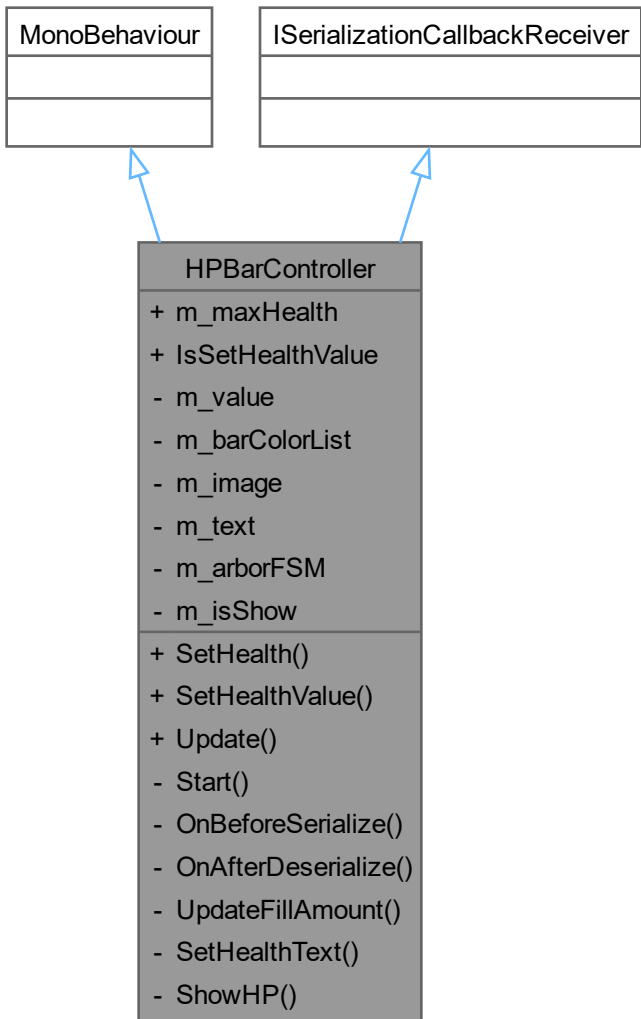 MonoBehaviour
ISerializationCallbackReceiver
HPBarController
+ m_maxHealth
+ IsSetHealthValue
- m_value
- m_barColorList
- m_image
- m_text
- m_arborFSM
- m_isShow
+ SetHealth()
+ SetHealthValue()
+ Update()
- Start()
- OnBeforeSerialize()
- OnAfterDeserialize()
- UpdateFillAmount()
- SetHealthText()
- ShowHP()